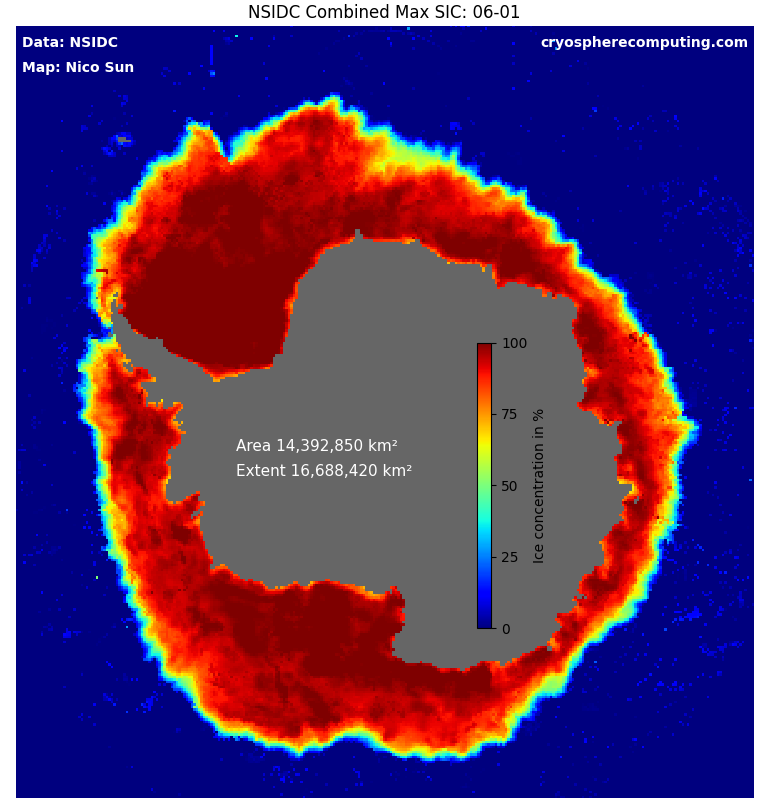 NSIDC Combined Max SIC: 06-01
Data: NSIDC
cryospherecomputing.com
Map: Nico Sun
100
75
50
25
0
Ice concentration in %
Area 14,392,850 km²
Extent 16,688,420 km²